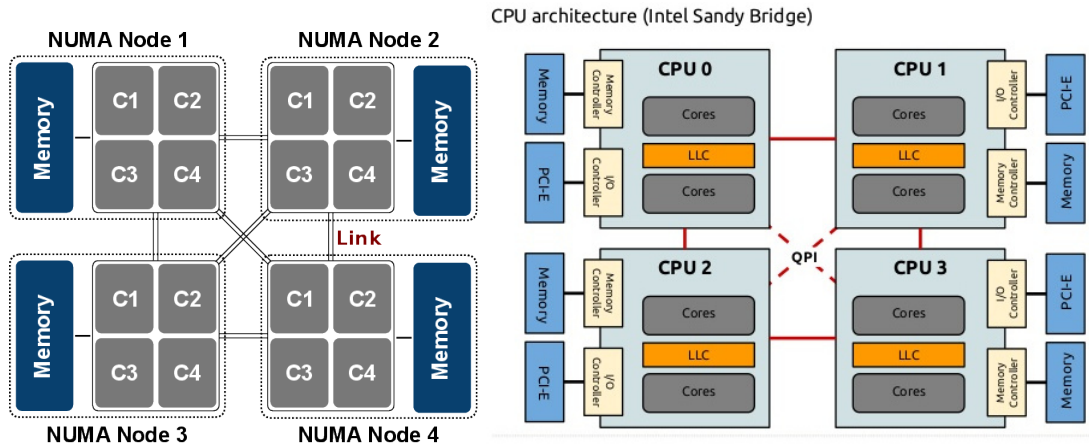 NUMA Node 1
NUMA Node 2
Memory
C1 C2
C3 C4
C1 C2
C3 C4
Memory
Link
Memory
C1 C2
C3 C4
C1 C2
C3 C4
Memory
NUMA Node 3
NUMA Node 4
CPU architecture (Intel Sandy Bridge)
Memory
Memory
Controller
CPU 0
Cores
LLC
Cores
PCI-E
I/O
Controller
CPU 1
Cores
LLC
Cores
I/O
Controller
PCI-E
Memory
Controller
Memory
QPI
Memory
Memory
Controller
CPU 2
Cores
LLC
Cores
PCI-E
I/O
Controller
CPU 3
Cores
LLC
Cores
I/O
Controller
PCI-E
Memory
Controller
Memory